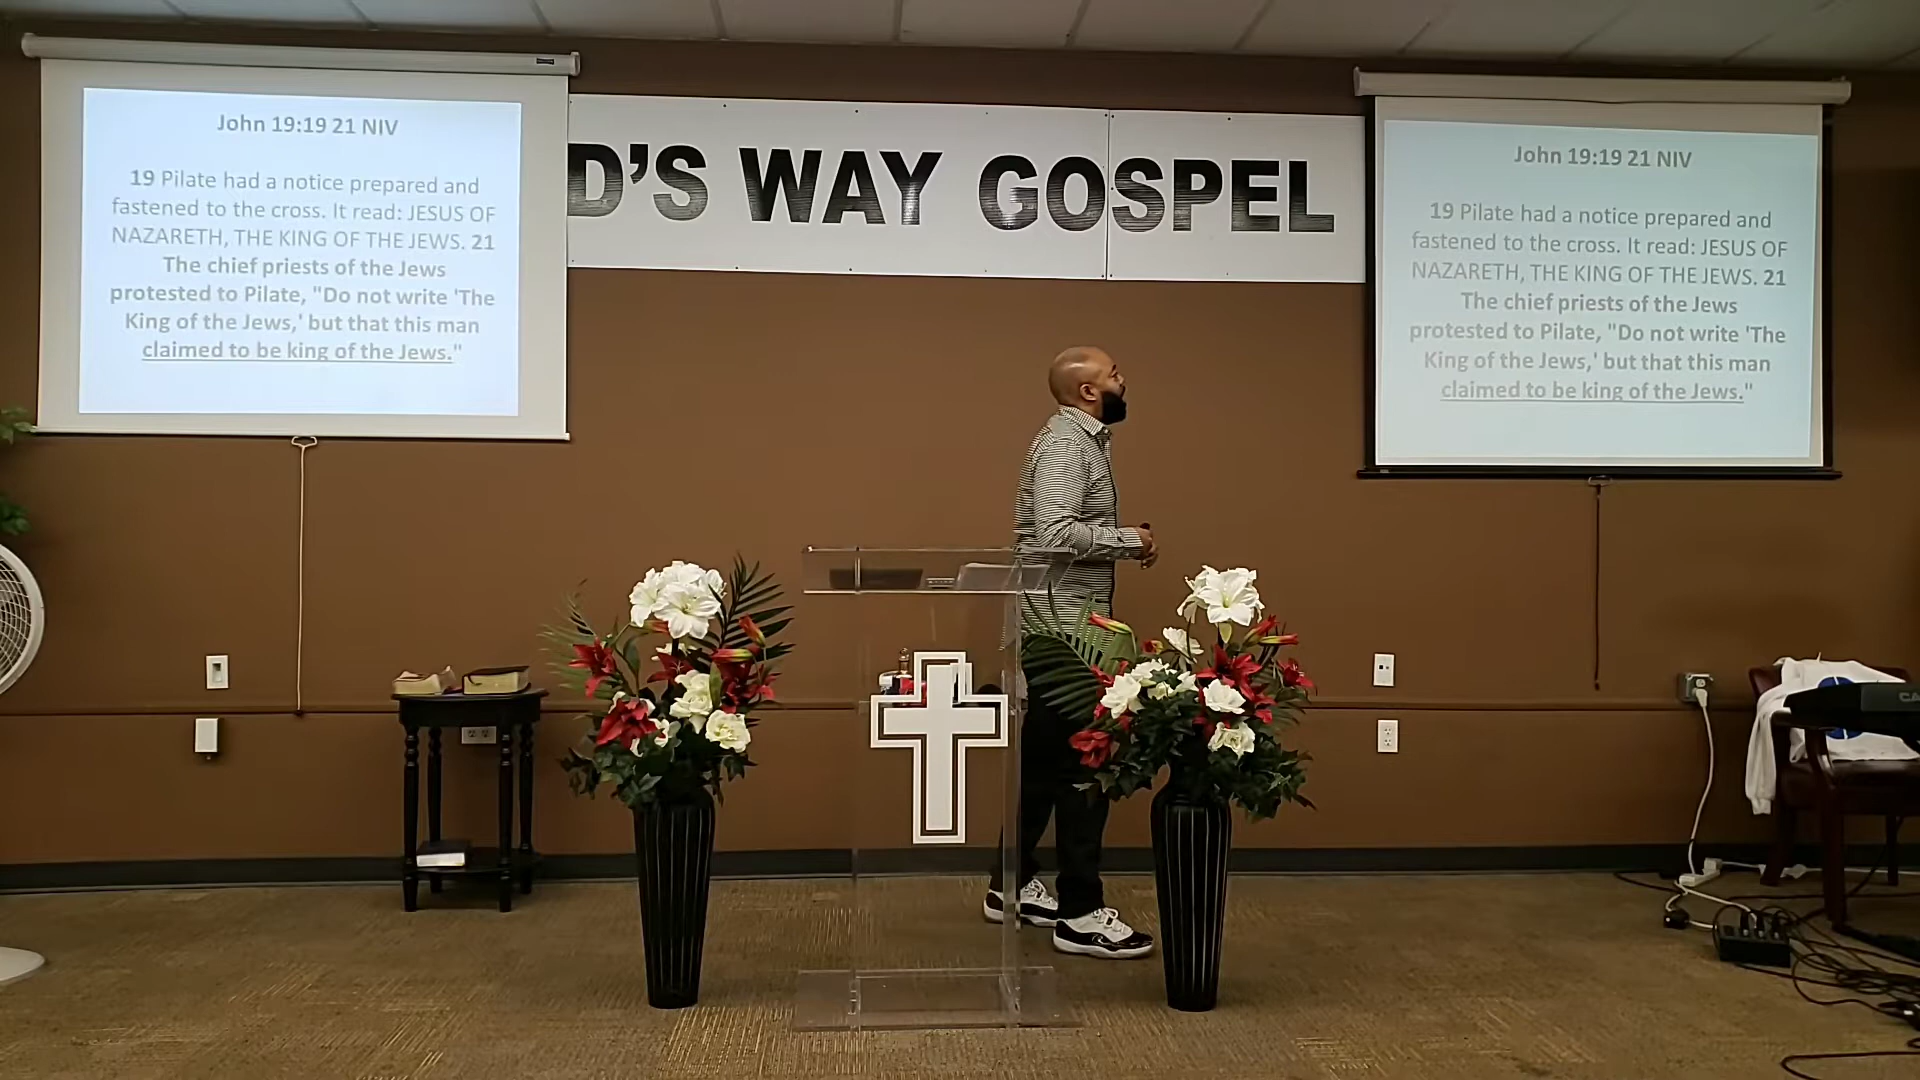 John 19:19 21 NIV
19 Pilate had a notice prepared and
fastened to the cross. It read: JESUS OF
NAZARETH, THE KING OF THE JEWS. 21
The chief priests of the Jews
protested to Pilate, "Do not write 'The
King of the Jews,' but that this man
claimed to be king of the Jews."
D'S WAY GOSPEL
John 19:19 21 NIV
19 Pilate had a notice prepared and
fastened to the cross. It read: JESUS OF
NAZARETH, THE KING OF THE JEWS. 21
The chief priests of the Jews
protested to Pilate, "Do not write 'The
King of the Jews,' but that this man
claimed to be king of the Jews."